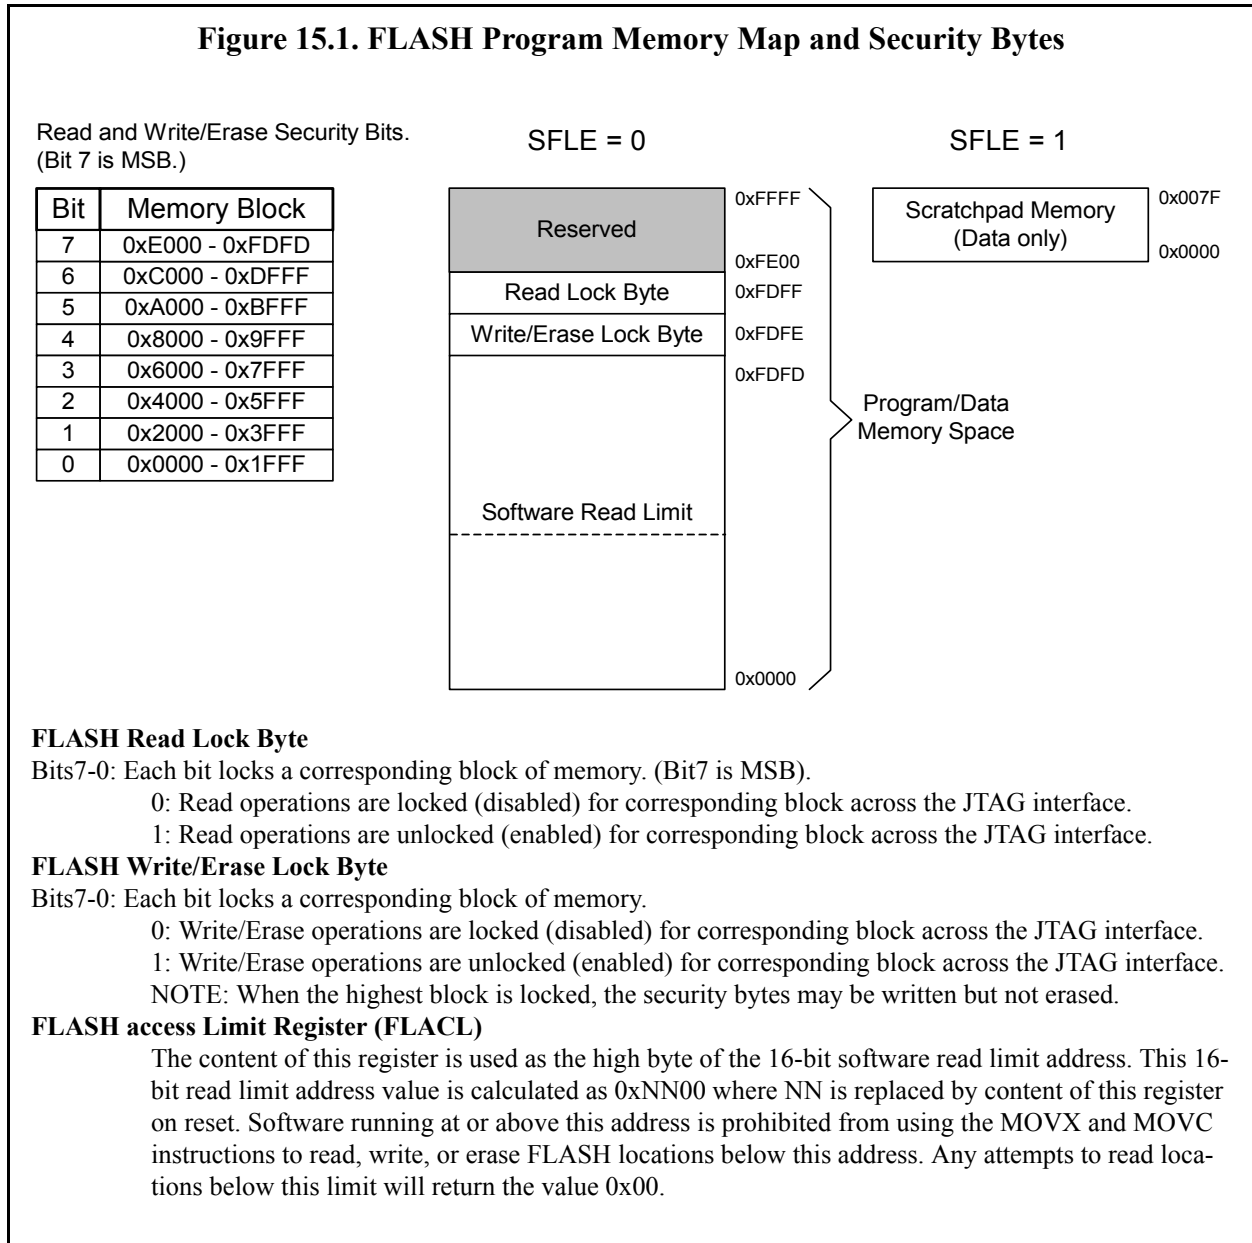 Figure 15.1. FLASH Program Memory Map and Security Bytes
Read and Write/Erase Security Bits.
(Bit 7 is MSB.)
Bit Memory Block
7 0xE000 - 0xFDFD
6 0xC000 - 0xDFFF
5 0xA000 - 0xBFFF
4 0x8000 - 0x9FFF
3 0x6000 - 0x7FFF
2 0x4000 - 0x5FFF
1 0x2000 - 0x3FFF
0 0x0000 - 0x1FFF
SFLE = 0
Reserved
0xFFFF
0xFE00
Read Lock Byte 0xFDFF
Write/Erase Lock Byte 0xFDFE
0xFDFD
Software Read Limit
0x0000
Program/Data
Memory Space
SFLE = 1
Scratchpad Memory
(Data only)
0x007F
0x0000
FLASH Read Lock Byte
Bits7-0: Each bit locks a corresponding block of memory. (Bit7 is MSB).
0: Read operations are locked (disabled) for corresponding block across the JTAG interface.
1: Read operations are unlocked (enabled) for corresponding block across the JTAG interface.
FLASH Write/Erase Lock Byte
Bits7-0: Each bit locks a corresponding block of memory.
0: Write/Erase operations are locked (disabled) for corresponding block across the JTAG interface.
1: Write/Erase operations are unlocked (enabled) for corresponding block across the JTAG interface.
NOTE: When the highest block is locked, the security bytes may be written but not erased.
FLASH access Limit Register (FLACL)
The content of this register is used as the high byte of the 16-bit software read limit address. This 16-
bit read limit address value is calculated as 0xNN00 where NN is replaced by content of this register
on reset. Software running at or above this address is prohibited from using the MOVX and MOVC
instructions to read, write, or erase FLASH locations below this address. Any attempts to read loca-
tions below this limit will return the value 0x00.